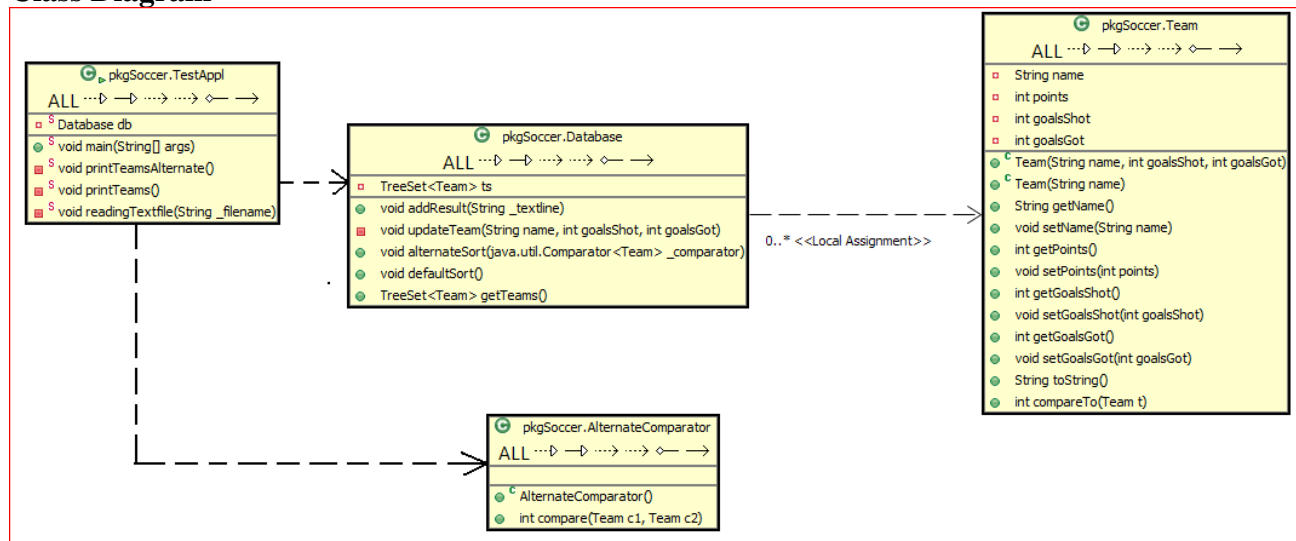 Class Diagram
pkgSoccer.TestAppl
ALL
S Database db
S void main(String[] args)
S void printTeamsAlternate()
S void printTeams()
S void readingTextfile(String _filename)
pkgSoccer.Database
ALL
TreeSet<Team> ts
void addResult(String _textline)
void updateTeam(String name, int goalsShot, int goalsGot)
void alternateSort(java.util.Comparator<Team> _comparator)
void defaultSort()
TreeSet<Team> getTeams()
0..* <<Local Assignment>>
pkgSoccer.Team
ALL
String name
int points
int goalsShot
int goalsGot
C Team(String name, int goalsShot, int goalsGot)
C Team(String name)
String getName()
void setName(String name)
int getPoints()
void setPoints(int points)
int getGoalsShot()
void setGoalsShot(int goalsShot)
int getGoalsGot()
void setGoalsGot(int goalsGot)
String toString()
int compareTo(Team t)
pkgSoccer.AlternateComparator
ALL
C AlternateComparator()
int compare(Team c1, Team c2)